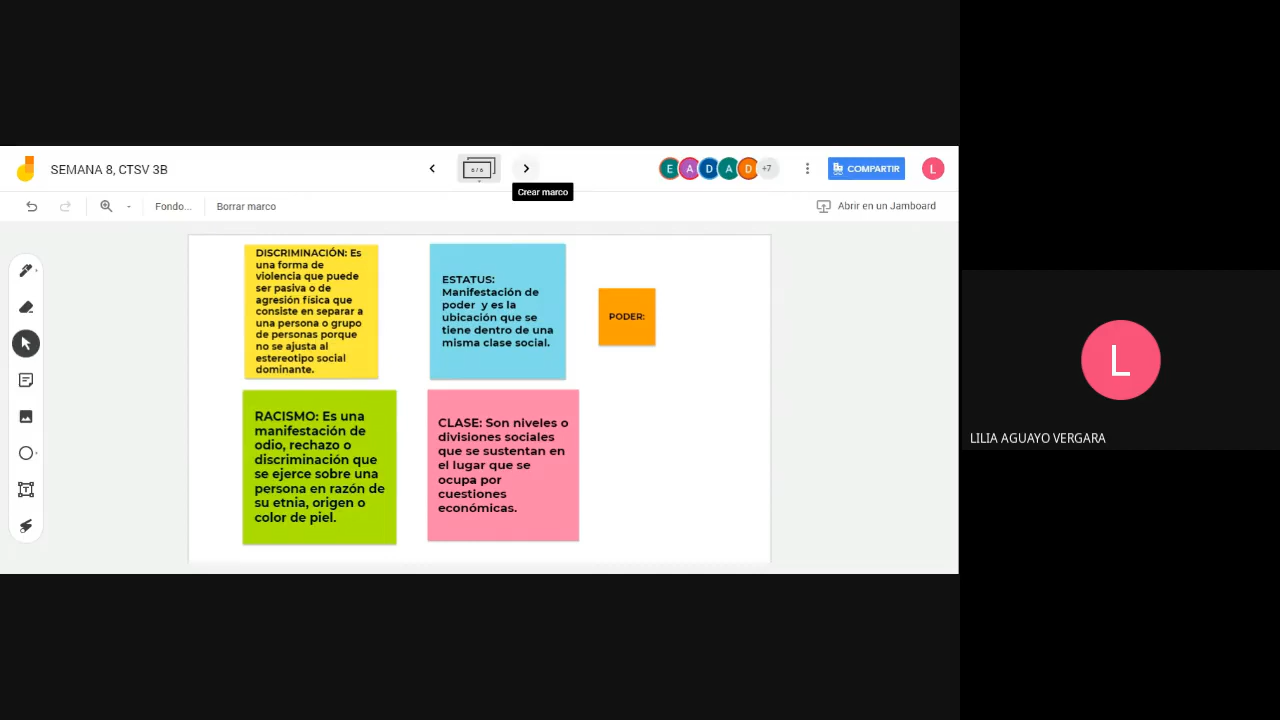 SEMANA 8, CTSV 3B
6 / 6
Crear marco
E A D A D +7
COMPARTIR
L
Fondo...
Borrar marco
Abrir en un Jamboard
DISCRIMINACIÓN: Es
una forma de
violencia que puede
ser pasiva o de
agresión física que
consiste en separar a
una persona o grupo
de personas porque
no se ajusta al
estereotipo social
dominante.
ESTATUS:
Manifestación de
poder y es la
ubicación que se
tiene dentro de una
misma clase social.
PODER:
RACISMO: Es una
manifestación de
odio, rechazo o
discriminación que
se ejerce sobre una
persona en razón de
su etnia, origen o
color de piel.
CLASE: Son niveles o
divisiones sociales
que se sustentan en
el lugar que se
ocupa por
cuestiones
económicas.
L
LILIA AGUAYO VERGARA